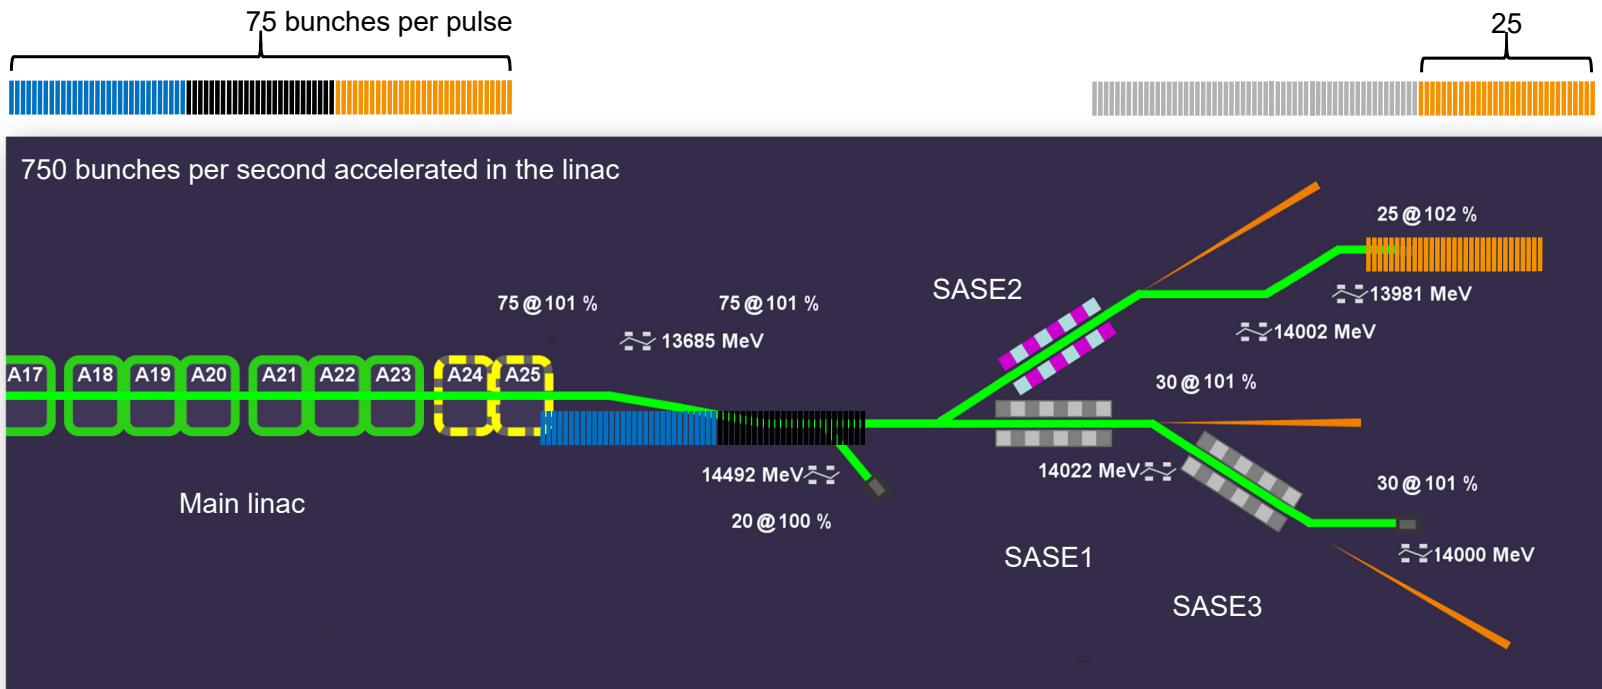 75 bunches per pulse
25
750 bunches per second accelerated in the linac
25 @ 102 %
SASE2
13981 MeV
75 @ 101 %
75 @ 101 %
13685 MeV
14002 MeV
A17
A18
A19
A20
A21
A22
A23
A24
A25
30 @ 101 %
14492 MeV
14022 MeV
30 @ 101 %
Main linac
20 @ 100 %
SASE1
14000 MeV
SASE3